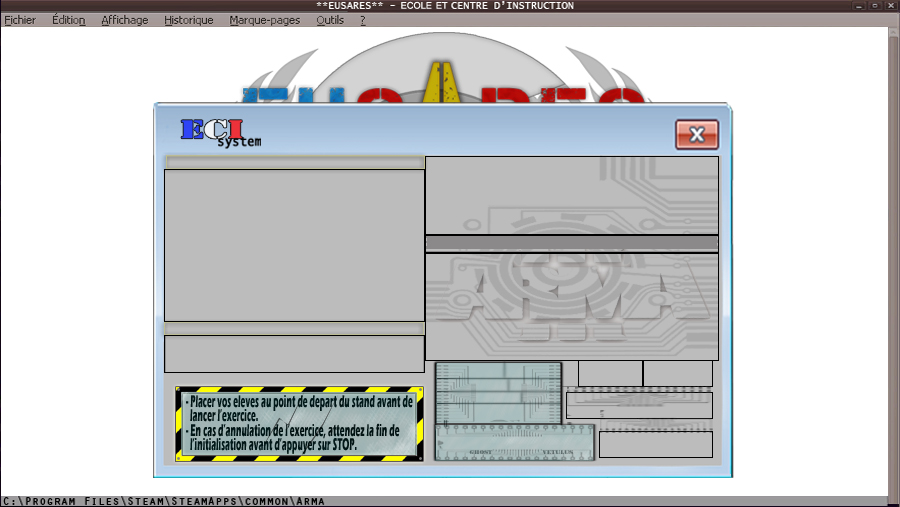 **EUSARES** - ECOLE ET CENTRE D'INSTRUCTION
Fichier Édition Affichage Historique Marque-pages Outils ?
EUSARES
ECI
system
X
ARMA
III
- Placer vos eleves au point de depart du stand avant de
lancer l'exercice.
- En cas d'annulation de l'exercice, attendez la fin de
l'initialisation avant d'appuyer sur STOP.
GHOST VETULUS
C:\Program Files\Steam\SteamApps\common\Arma